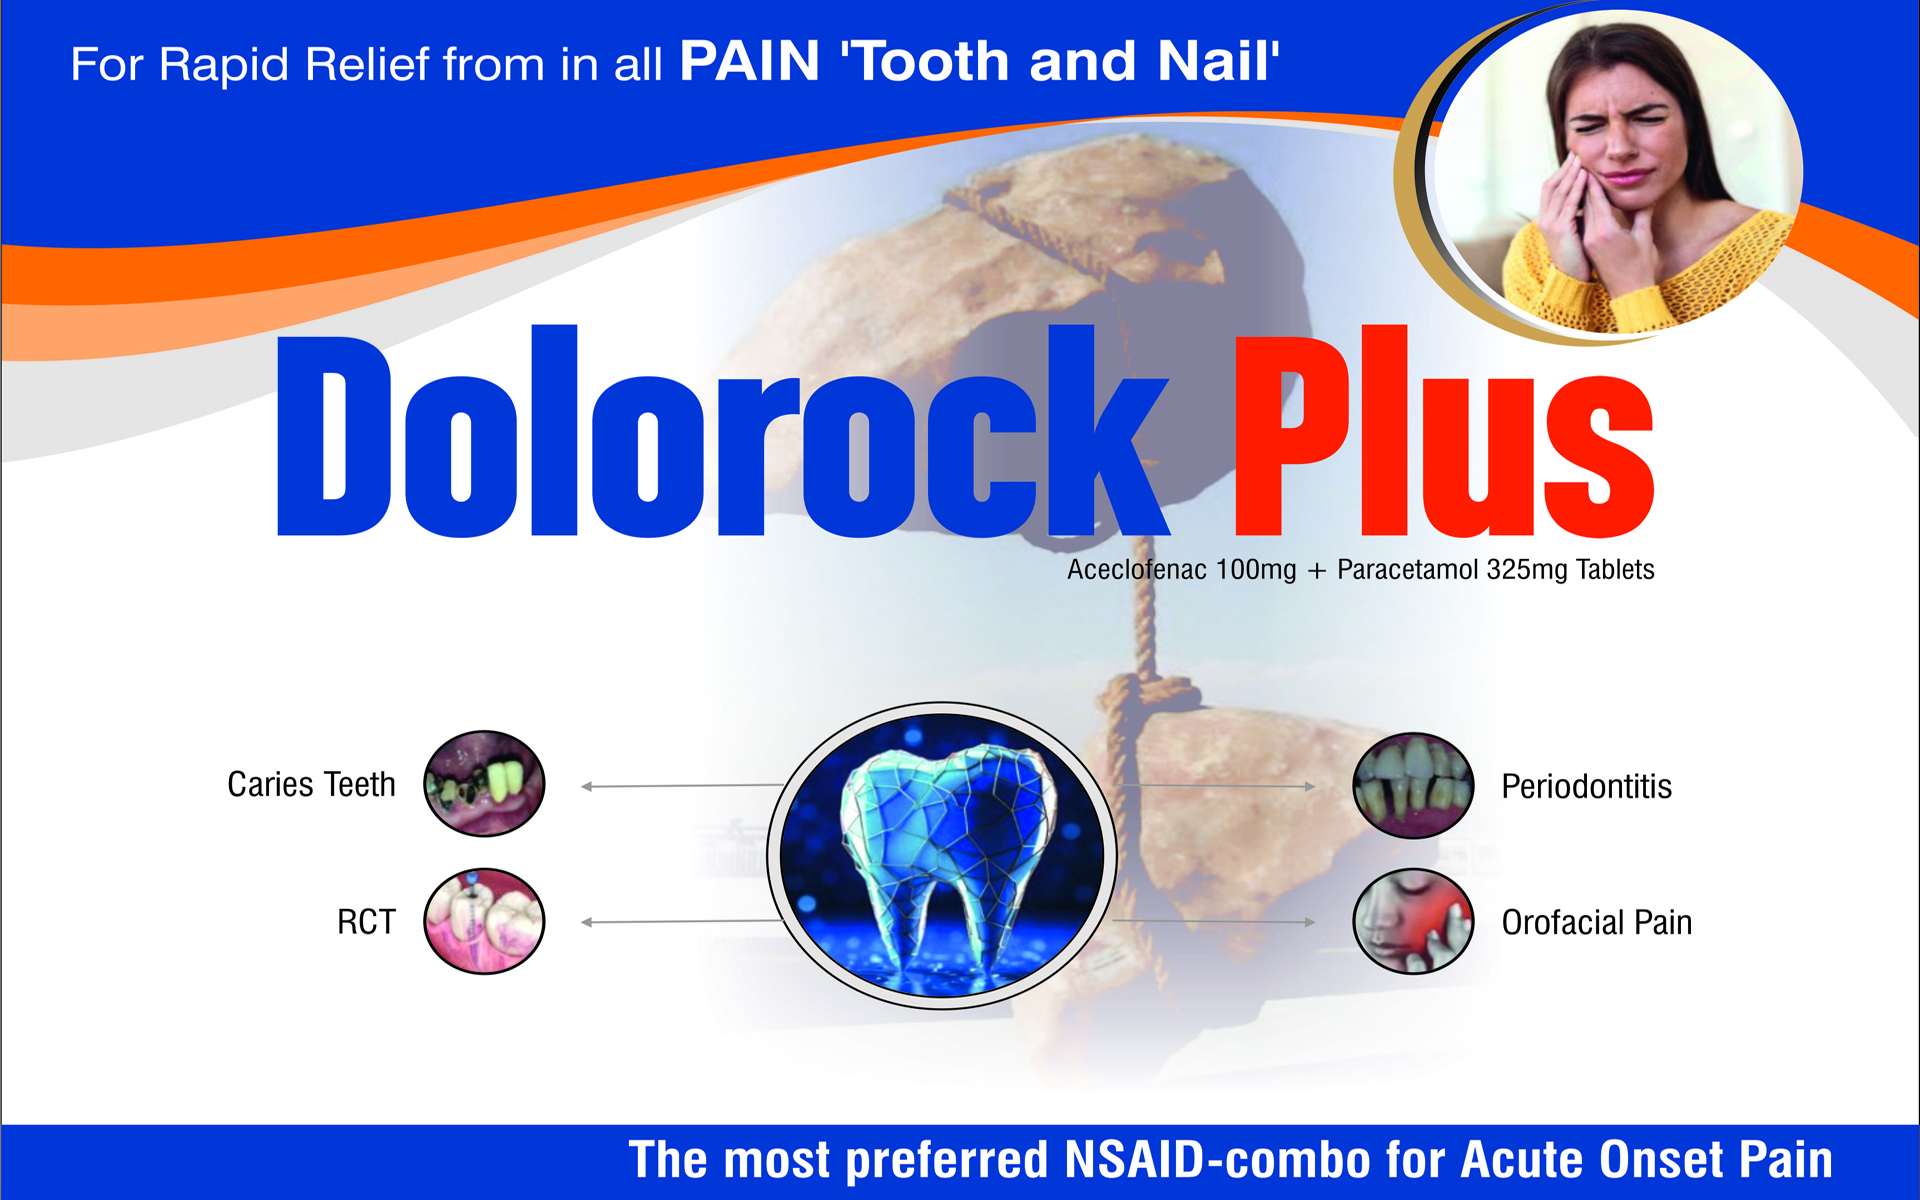 For Rapid Relief from in all PAIN 'Tooth and Nail'
Dolorock Plus
Aceclofenac 100mg + Paracetamol 325mg Tablets
Caries Teeth
RCT
Periodontitis
Orofacial Pain
The most preferred NSAID-combo for Acute Onset Pain